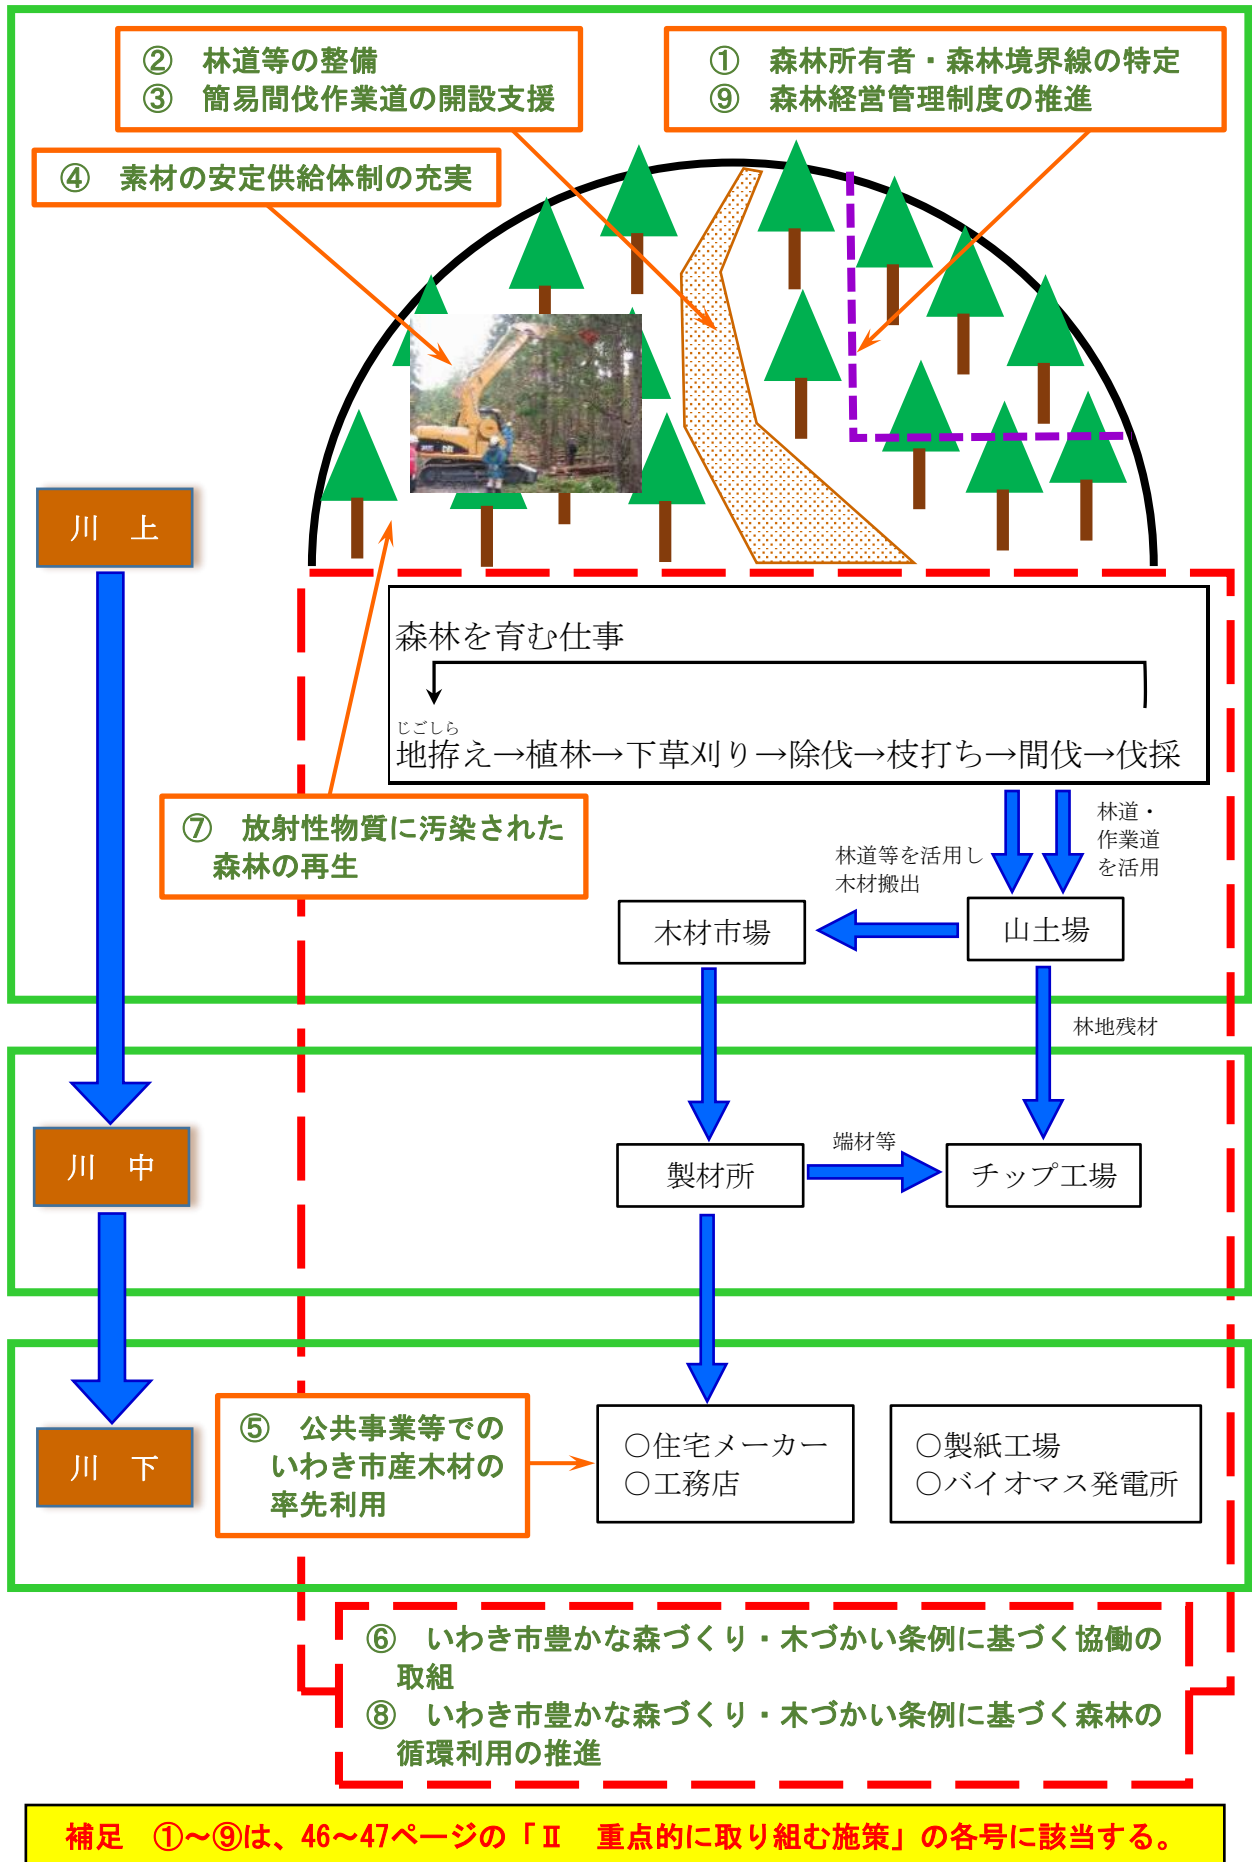 ② 林道等の整備
③ 簡易間伐作業道の開設支援
① 森林所有者・森林境界線の特定
⑨ 森林経営管理制度の推進
④ 素材の安定供給体制の充実
川 上
森林を育む仕事
じごしら
地拵え→植林→下草刈り→除伐→枝打ち→間伐→伐採
⑦ 放射性物質に汚染された
森林の再生
林道等を活用し
木材搬出
林道・
作業道
を活用
木材市場
山土場
林地残材
川 中
製材所
端材等
チップ工場
川 下
⑤ 公共事業等での
いわき市産木材の
率先利用
○住宅メーカー
○工務店
○製紙工場
○バイオマス発電所
⑥ いわき市豊かな森づくり・木づかい条例に基づく協働の
取組
⑧ いわき市豊かな森づくり・木づかい条例に基づく森林の
循環利用の推進
補足 ①～⑨は、46～47ページの「Ⅱ 重点的に取り組む施策」の各号に該当する。